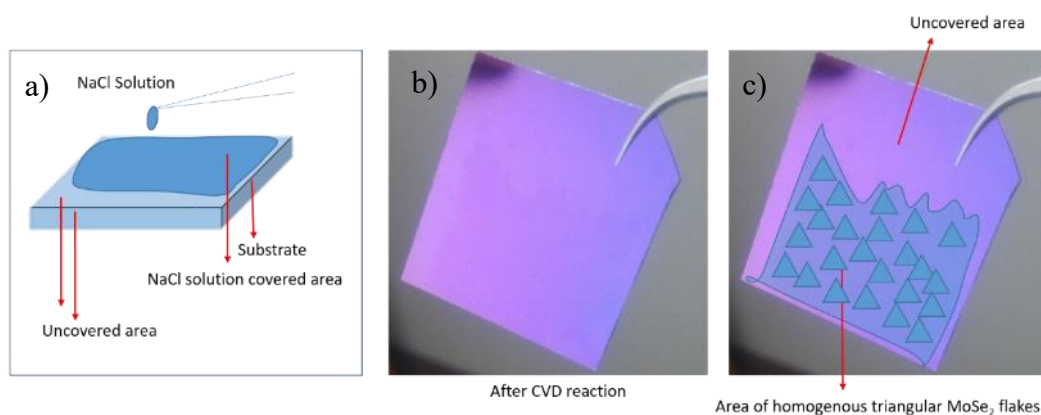 a)
NaCl Solution
Substrate
NaCl solution covered area
Uncovered area
b)
After CVD reaction
Uncovered area
c)
Area of homogenous triangular MoSe₂ flakes